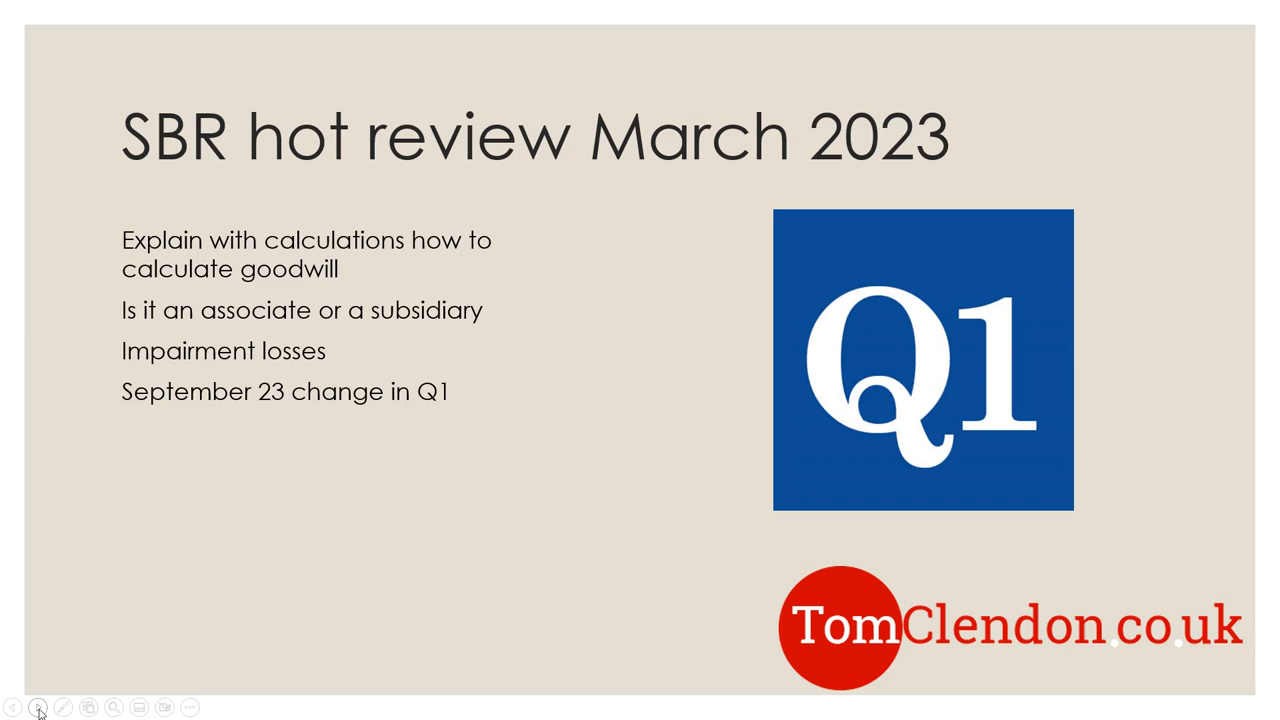 SBR hot review March 2023
Explain with calculations how to
calculate goodwill
Is it an associate or a subsidiary
Impairment losses
September 23 change in Q1
Q1
TomClendon.co.uk